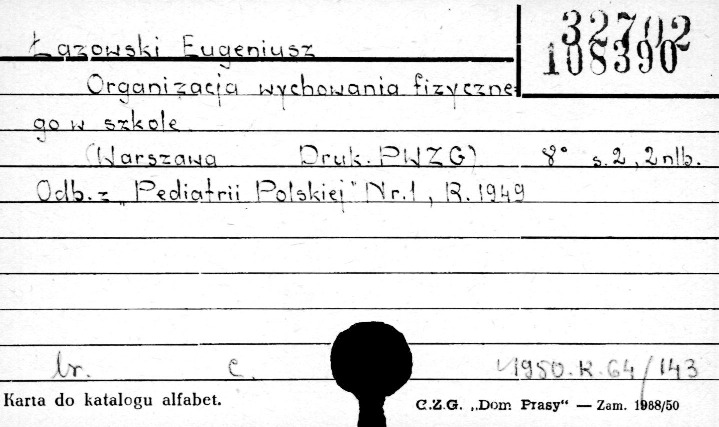 32702
108390
Łazowski Eugeniusz
Organizacja wychowania fizyczne-
go w szkole
(Warszawa Druk. PWZG) 8° s.2, 2nlb.
Odb. z „Pediatrii Polskiej" Nr.1, R. 1949
br. c. 1950.K.64/143
Karta do katalogu alfabet.
C.Z.G. „Dom Prasy“ — Zam. 1988/50